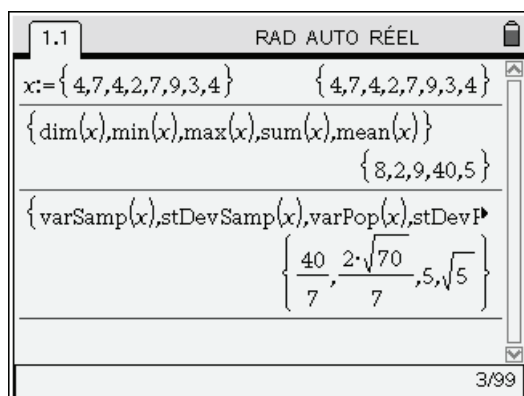 1.1 RAD AUTO RÉEL
x:={4,7,4,2,7,9,3,4} {4,7,4,2,7,9,3,4}
{dim(x),min(x),max(x),sum(x),mean(x)}
{8,2,9,40,5}
{varSamp(x),stDevSamp(x),varPop(x),stDevP
{40/7,2·√70/7,5,√5}
3/99